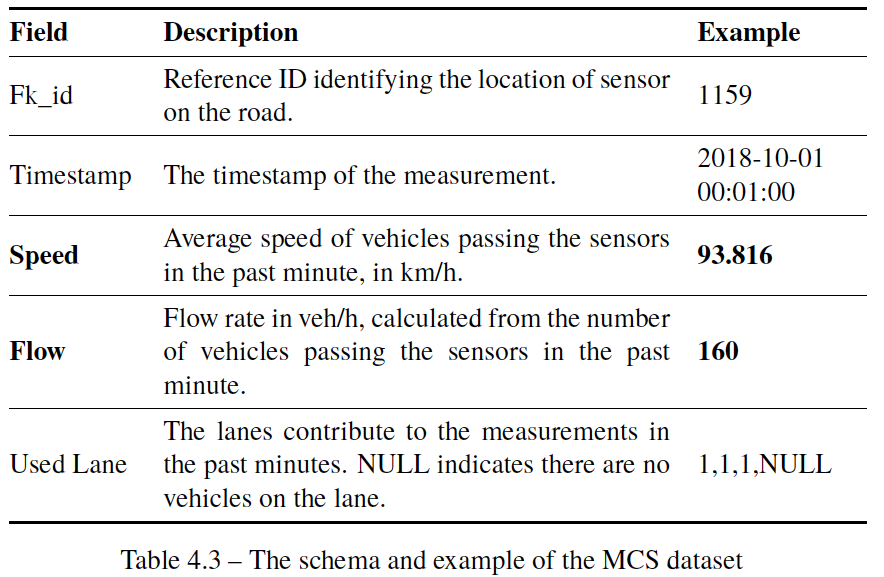 Field Description Example
Fk_id Reference ID identifying the location of sensor on the road. 1159
Timestamp The timestamp of the measurement. 2018-10-01 00:01:00
Speed Average speed of vehicles passing the sensors in the past minute, in km/h. 93.816
Flow Flow rate in veh/h, calculated from the number of vehicles passing the sensors in the past minute. 160
Used Lane The lanes contribute to the measurements in the past minutes. NULL indicates there are no vehicles on the lane. 1,1,1,NULL
Table 4.3 – The schema and example of the MCS dataset